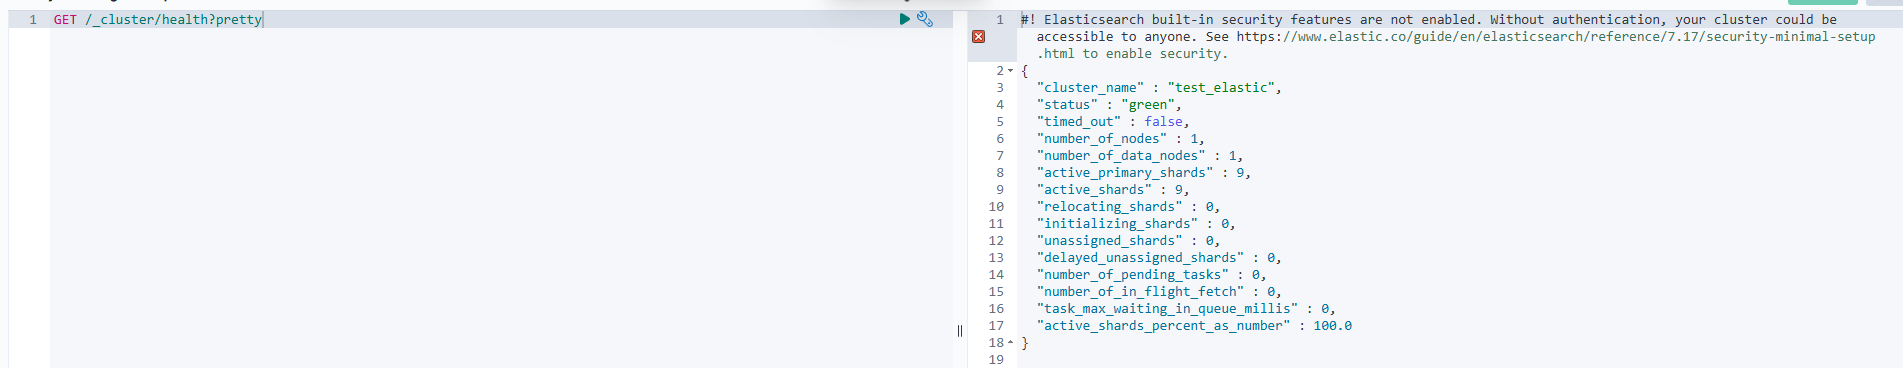 1 GET /_cluster/health?pretty
1 #! Elasticsearch built-in security features are not enabled. Without authentication, your cluster could be
accessible to anyone. See https://www.elastic.co/guide/en/elasticsearch/reference/7.17/security-minimal-setup
.html to enable security.
2 {
3 "cluster_name" : "test_elastic",
4 "status" : "green",
5 "timed_out" : false,
6 "number_of_nodes" : 1,
7 "number_of_data_nodes" : 1,
8 "active_primary_shards" : 9,
9 "active_shards" : 9,
10 "relocating_shards" : 0,
11 "initializing_shards" : 0,
12 "unassigned_shards" : 0,
13 "delayed_unassigned_shards" : 0,
14 "number_of_pending_tasks" : 0,
15 "number_of_in_flight_fetch" : 0,
16 "task_max_waiting_in_queue_millis" : 0,
17 "active_shards_percent_as_number" : 100.0
18 }
19